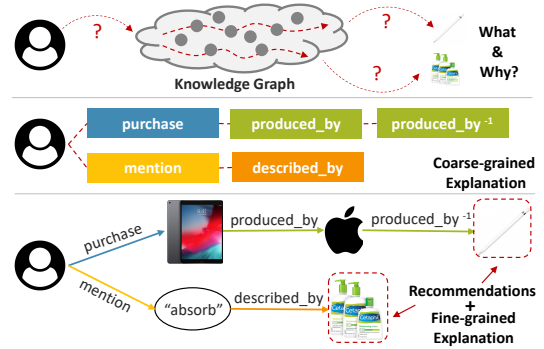 ?
?
?
What
&
Why?
Knowledge Graph
purchase
produced_by
produced_by -1
mention
described_by
Coarse-grained
Explanation
purchase
produced_by
produced_by -1
mention
"absorb"
described_by
Cetaphil
Recommendations
+
Fine-grained
Explanation